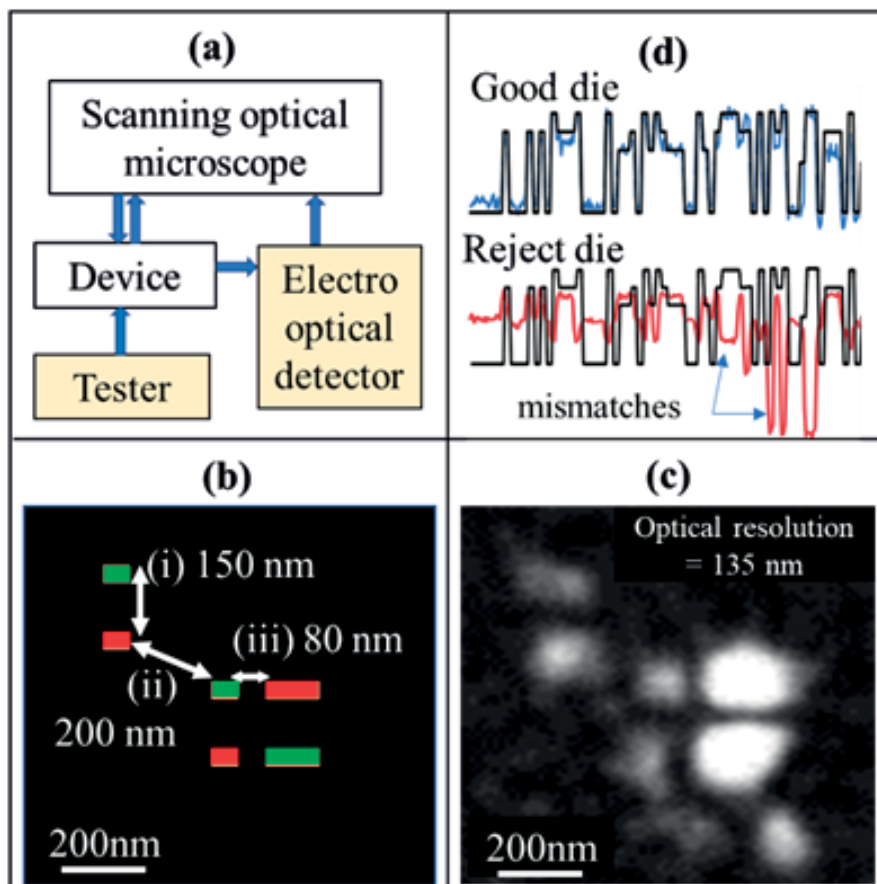 (a)
Scanning optical
microscope
Device
Electro
optical
detector
Tester
(d)
Good die
Reject die
mismatches
(b)
(i) 150 nm
(iii) 80 nm
(ii)
200 nm
200nm
(c)
Optical resolution
= 135 nm
200nm